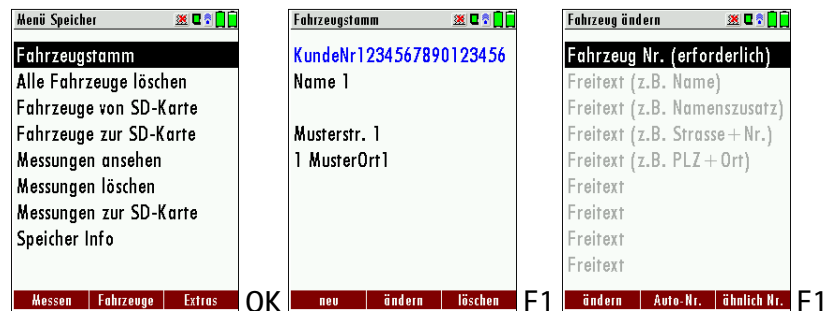 Menü Speicher
Fahrzeugstamm
Alle Fahrzeuge löschen
Fahrzeuge von SD-Karte
Fahrzeuge zur SD-Karte
Messungen ansehen
Messungen löschen
Messungen zur SD-Karte
Speicher Info
Messen Fahrzeuge Extras
OK
Fahrzeugstamm
KundeNr1234567890123456
Name 1
Musterstr. 1
1 MusterOrt1
neu ändern löschen
F1
Fahrzeug ändern
Fahrzeug Nr. (erforderlich)
Freitext (z.B. Name)
Freitext (z.B. Namenszusatz)
Freitext (z.B. Strasse+Nr.)
Freitext (z.B. PLZ+Ort)
Freitext
Freitext
Freitext
Freitext
ändern Auto-Nr. ähnlich Nr.
F1